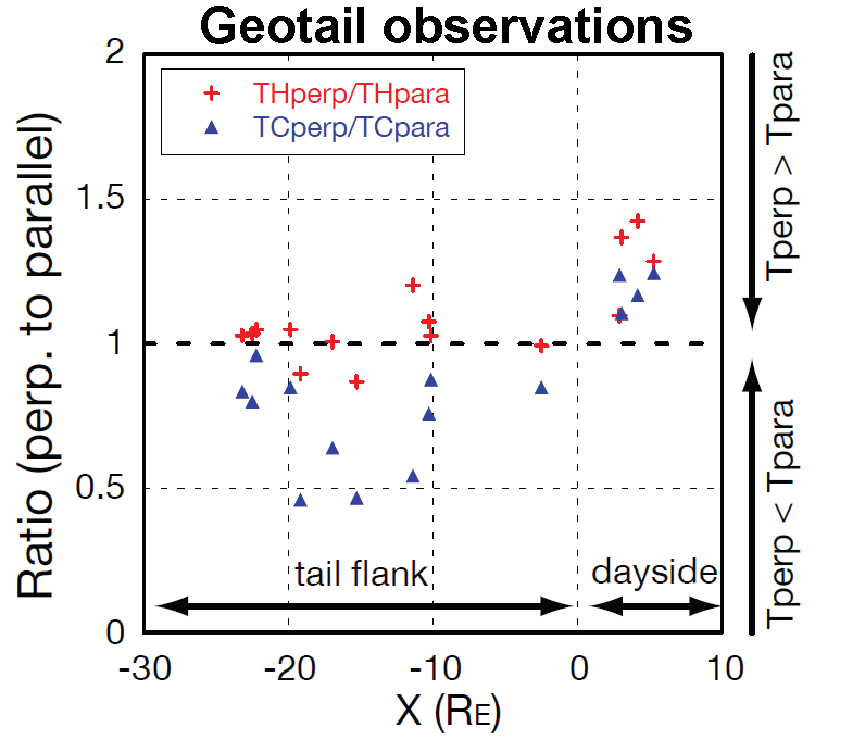 Geotail observations
2
1.5
1
0.5
0
Ratio (perp. to parallel)
THperp/THpara
TCperp/TCpara
tail flank
dayside
Tperp > Tpara
Tperp < Tpara
-30
-20
-10
0
10
X (RE)